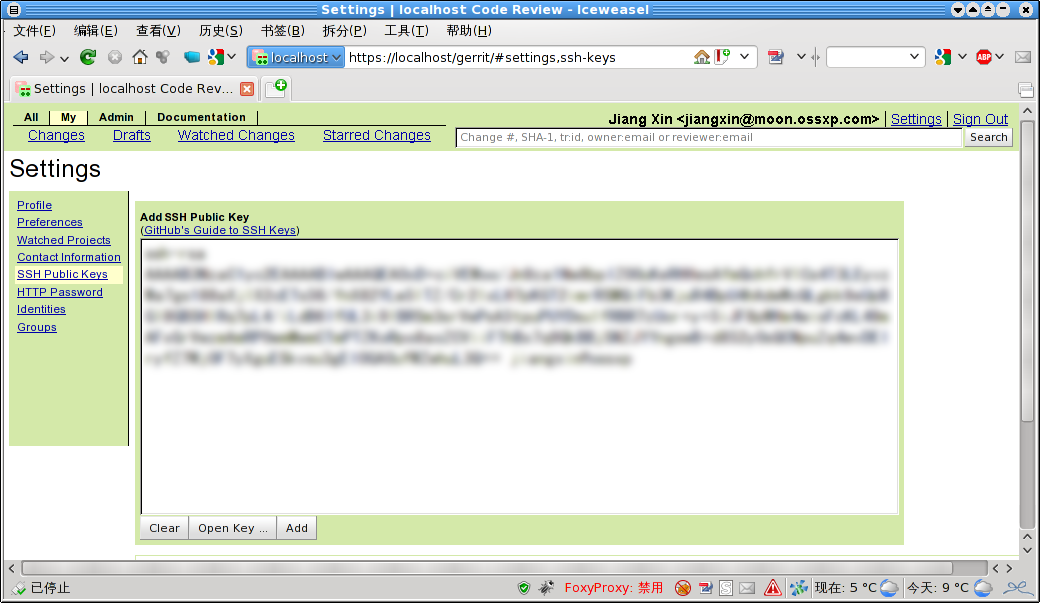 Settings | localhost Code Review - Iceweasel
文件(F) 编辑(E) 查看(V) 历史(S) 书签(B) 拆分(P) 工具(T) 帮助(H)
localhost https://localhost/gerrit/#settings,ssh-keys ABP
Settings | localhost Code Rev...
All My Admin Documentation
Jiang Xin <jiangxin@moon.ossxp.com> | Settings | Sign Out
Changes Drafts Watched Changes Starred Changes
Change #, SHA-1, tr:id, owner:email or reviewer:email Search
Settings
Profile
Preferences
Watched Projects
Contact Information
SSH Public Keys
HTTP Password
Identities
Groups
Add SSH Public Key
(GitHub's Guide to SSH Keys)
Clear Open Key ... Add
已停止 FoxyProxy: 禁用 现在: 5 °C 今天: 9 °C